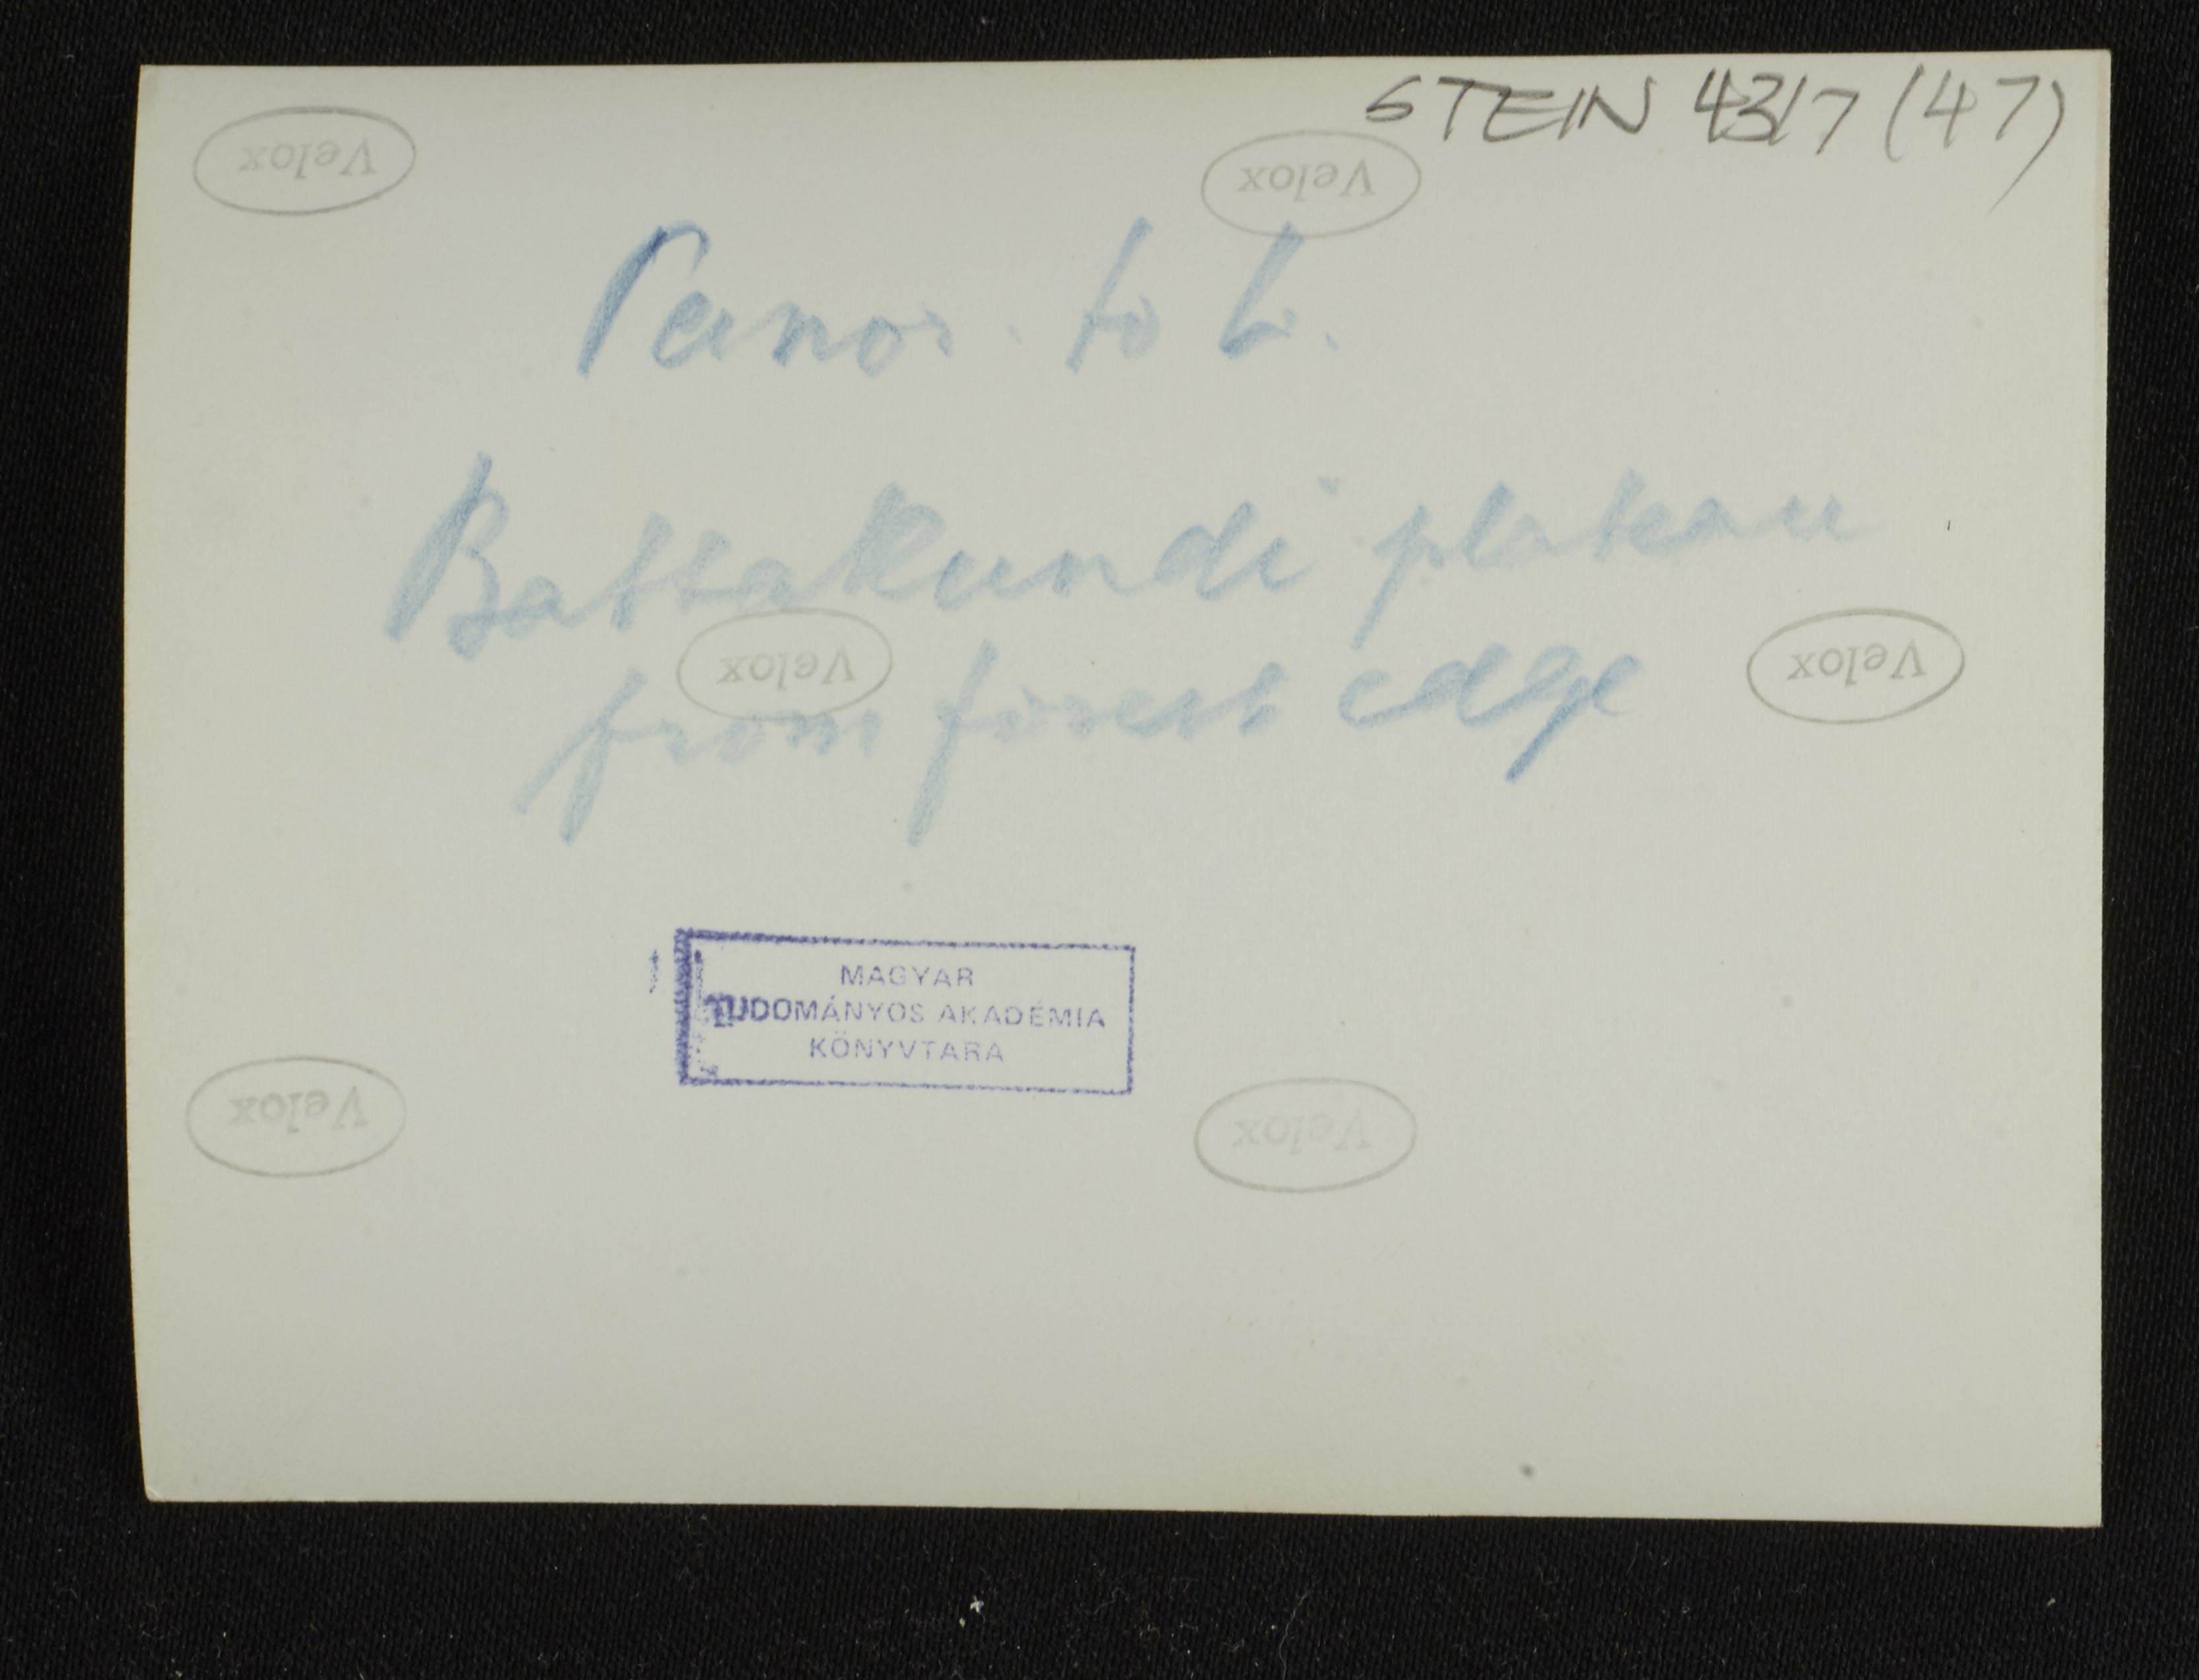 STEIN 43/7 (47)
Velox
Velox
Panor. to L.
Battakundi plateau
Velox
Velox
from forest edge
MAGYAR
TUDOMÁNYOS AKADÉMIA
KÖNYVTARA
Velox
Velox